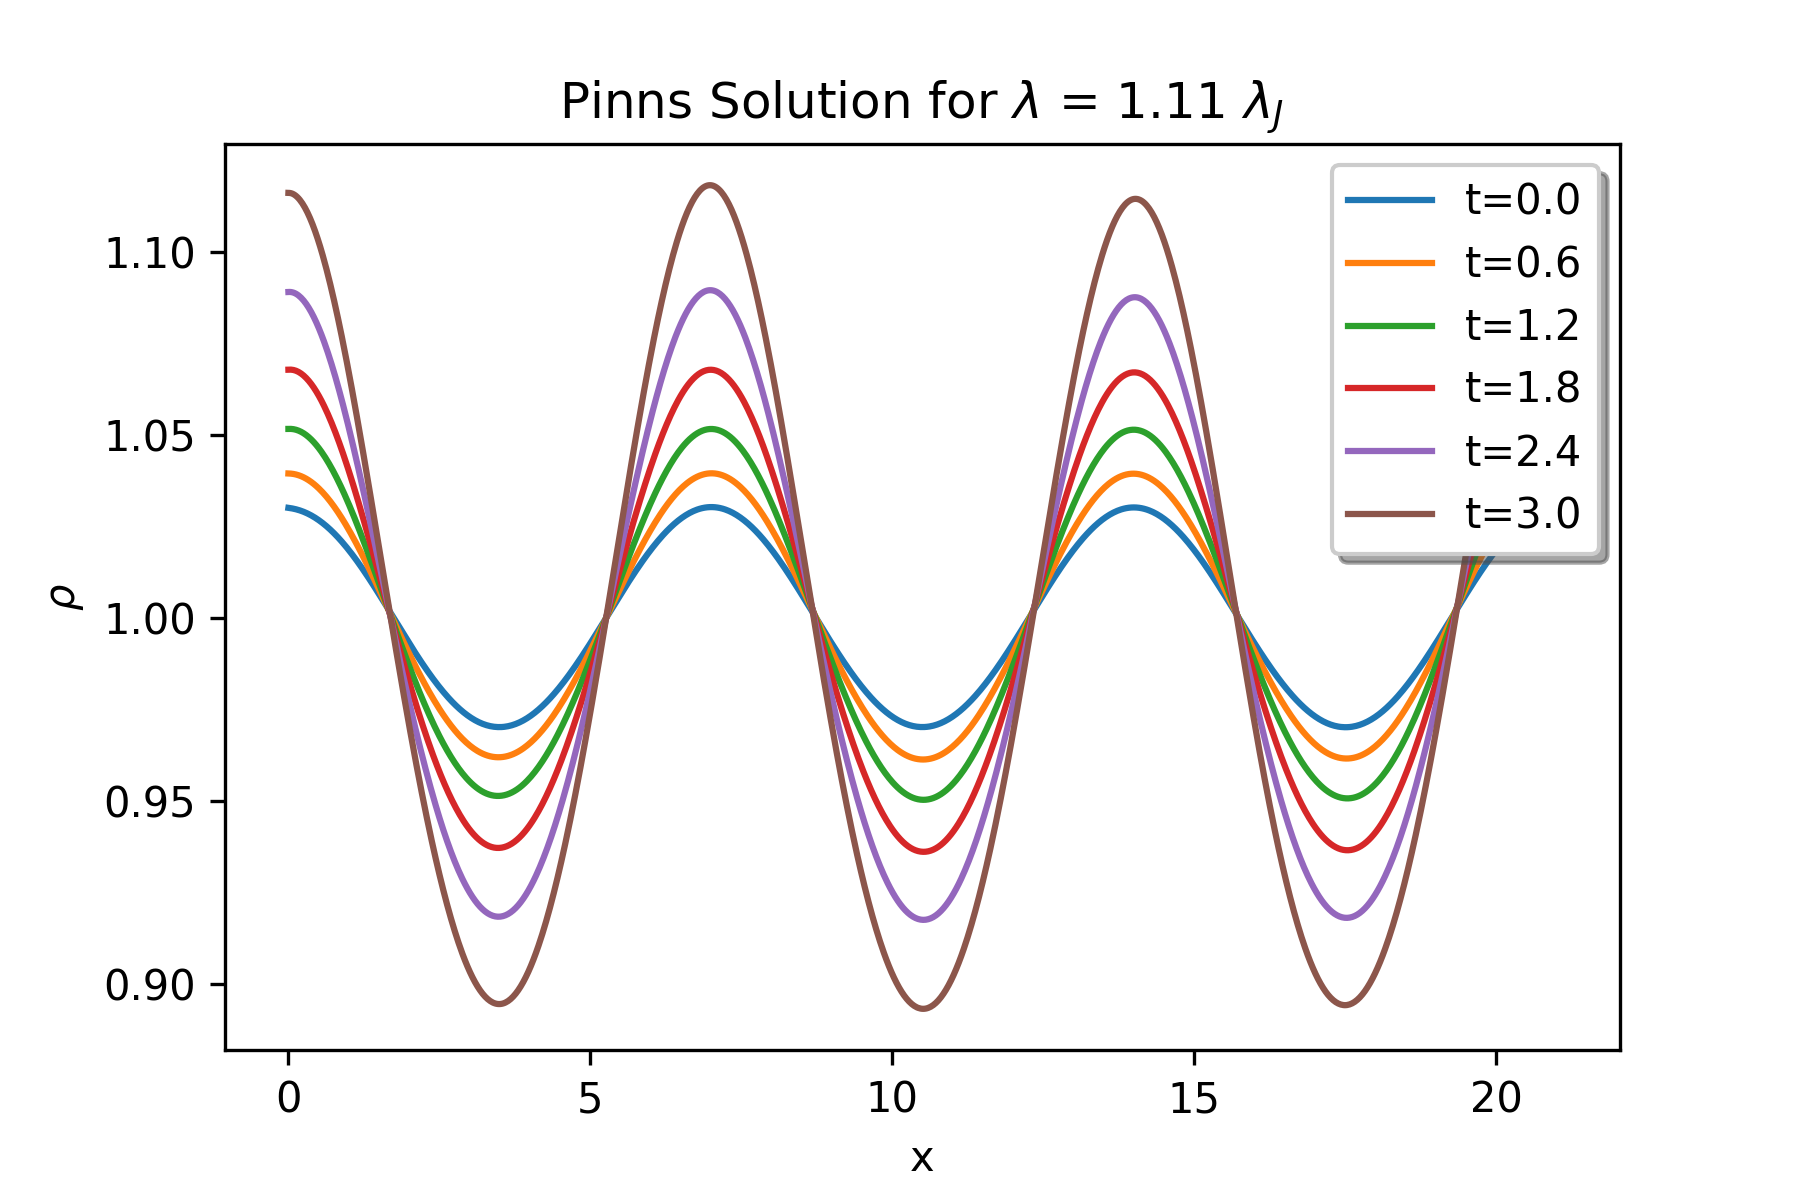 Pinns Solution for λ = 1.11 λJ
t=0.0
t=0.6
t=1.2
t=1.8
t=2.4
t=3.0
1.10
1.05
1.00
0.95
0.90
ρ
0 5 10 15 20
x